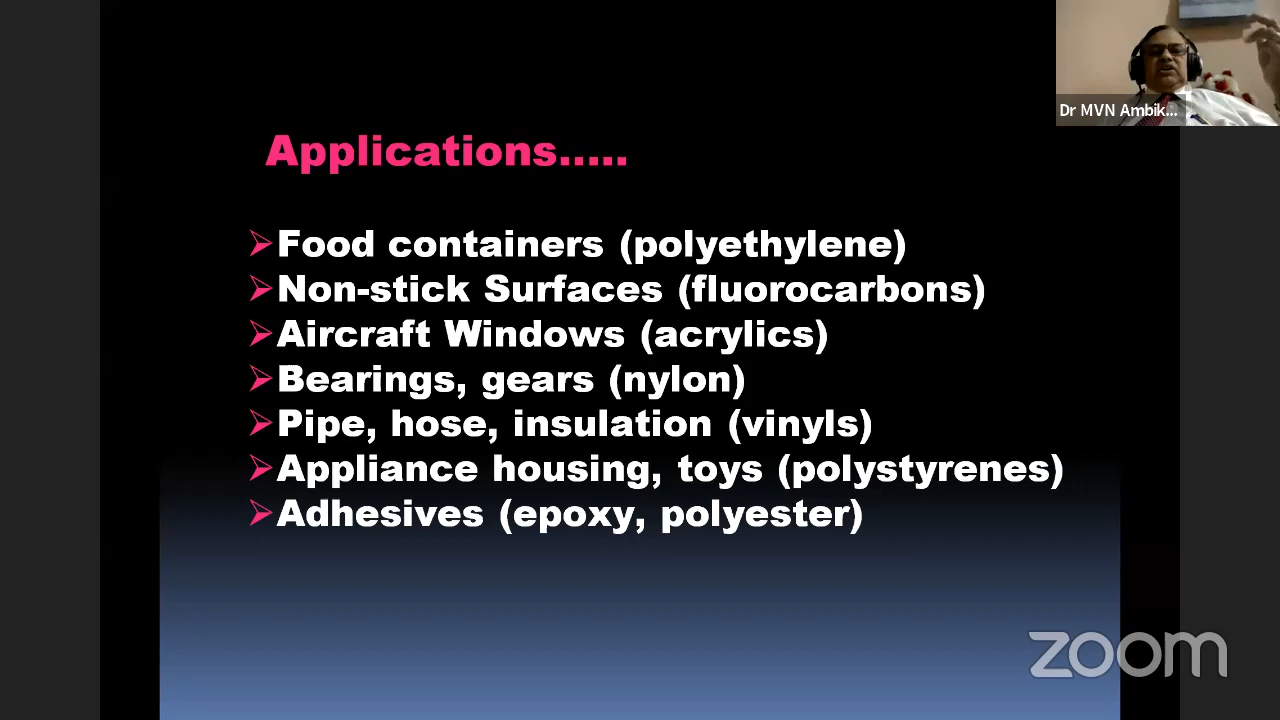 Dr MVN Ambik...
Applications.....
Food containers (polyethylene)
Non-stick Surfaces (fluorocarbons)
Aircraft Windows (acrylics)
Bearings, gears (nylon)
Pipe, hose, insulation (vinyls)
Appliance housing, toys (polystyrenes)
Adhesives (epoxy, polyester)
zoom